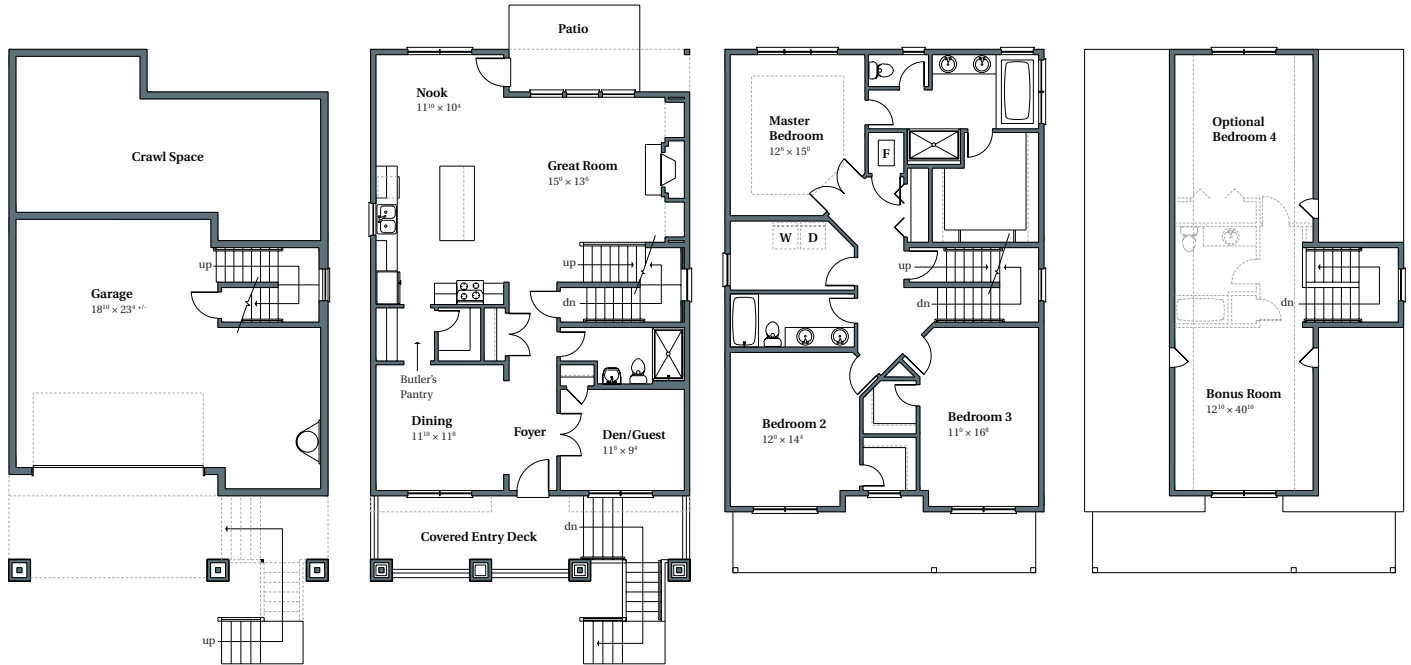 Crawl Space
up
Garage
18¹⁰ × 23⁴ ⁺/⁻
up
Patio
Nook
11¹⁰ × 10⁴
Great Room
15⁰ × 13⁶
up
dn
Butler's
Pantry
Dining
11¹⁰ × 11⁸
Foyer
Den/Guest
11⁶ × 9⁴
Covered Entry Deck
dn
Master
Bedroom
12⁶ × 15⁰
F
W D
up
dn
Bedroom 2
12⁰ × 14⁴
Bedroom 3
11⁰ × 16⁸
Optional
Bedroom 4
dn
Bonus Room
12¹⁰ × 40¹⁰